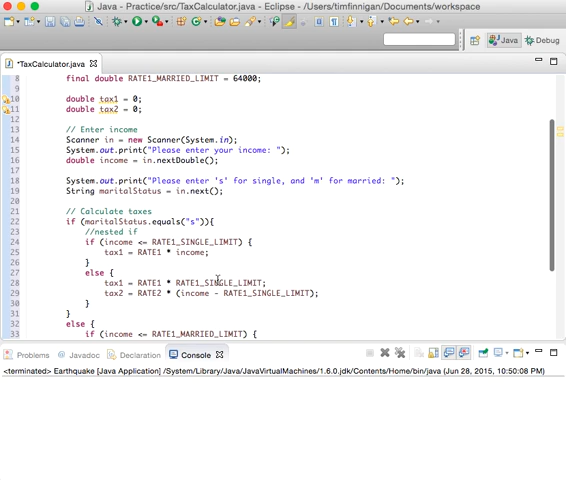 Java - Practice/src/TaxCalculator.java - Eclipse - /Users/timfinnigan/Documents/workspace
Java
Debug
*TaxCalculator.java
8 final double RATE1_MARRIED_LIMIT = 64000;
9
10 double tax1 = 0;
11 double tax2 = 0;
12
13 // Enter income
14 Scanner in = new Scanner(System.in);
15 System.out.print("Please enter your income: ");
16 double income = in.nextDouble();
17
18 System.out.print("Please enter 's' for single, and 'm' for married: ");
19 String maritalStatus = in.next();
20
21 // Calculate taxes
22 if (maritalStatus.equals("s")){
23 //nested if
24 if (income <= RATE1_SINGLE_LIMIT) {
25 tax1 = RATE1 * income;
26 }
27 else {
28 tax1 = RATE1 * RATE1_SINGLE_LIMIT;
29 tax2 = RATE2 * (income - RATE1_SINGLE_LIMIT);
30 }
31 }
32 else {
33 if (income <= RATE1_MARRIED_LIMIT) {
Problems @ Javadoc Declaration Console
<terminated> Earthquake [Java Application] /System/Library/Java/JavaVirtualMachines/1.6.0.jdk/Contents/Home/bin/java (Jun 28, 2015, 10:50:08 PM)